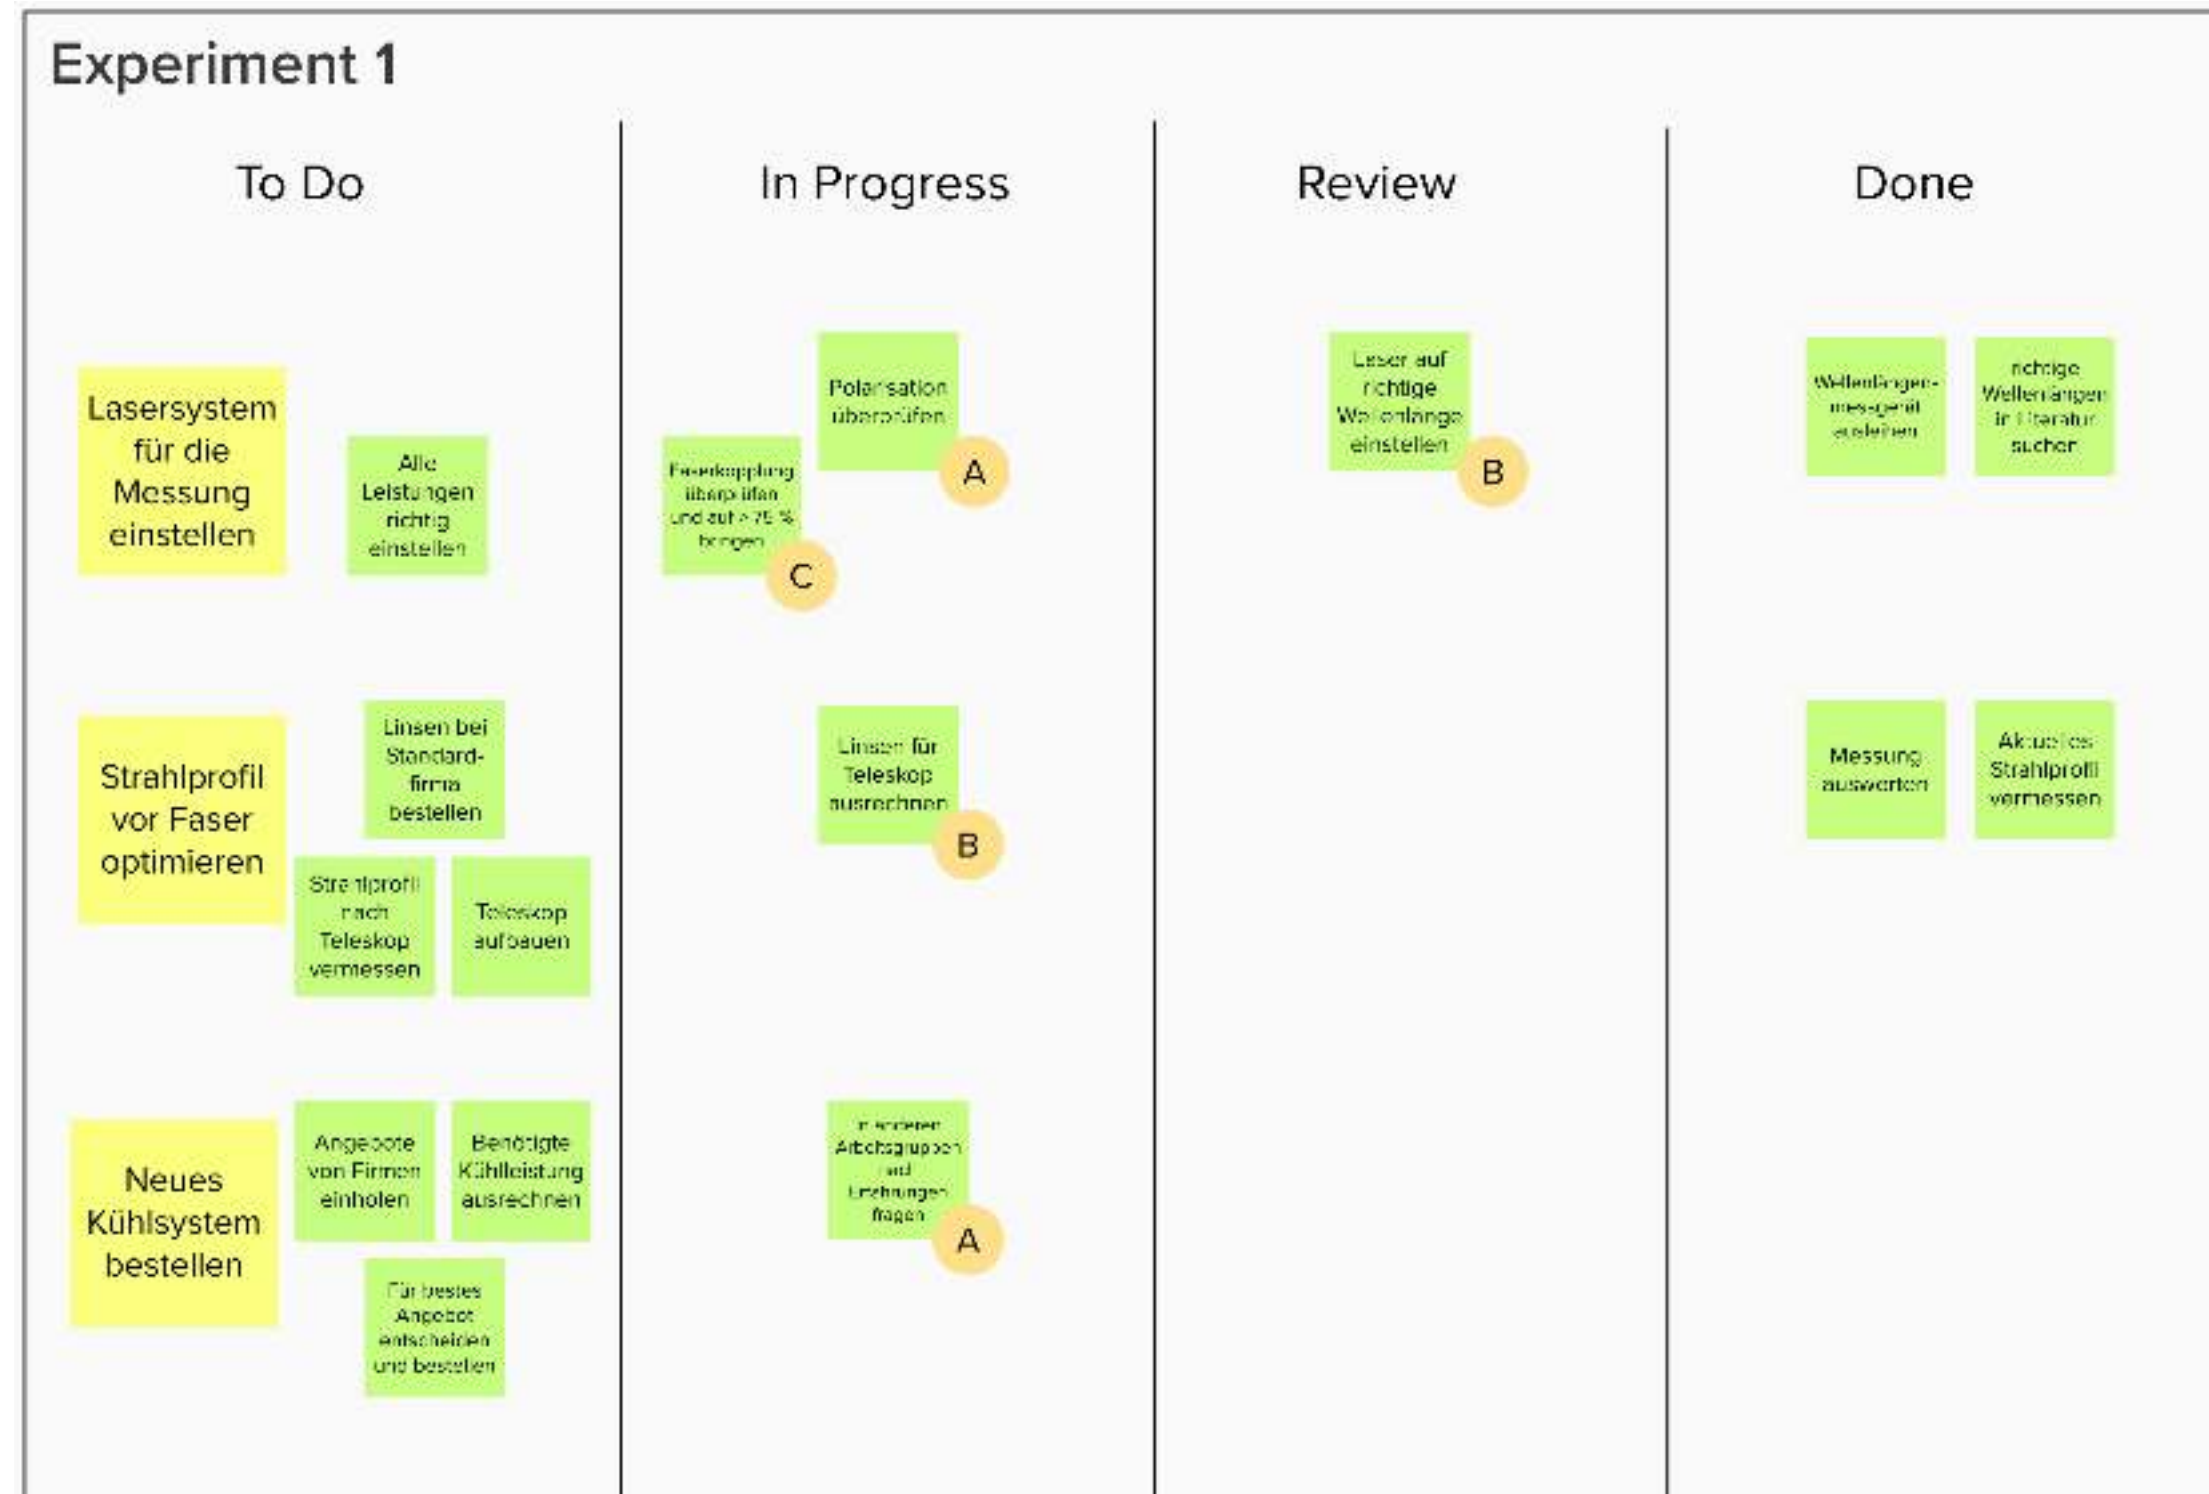 Experiment 1
To Do
In Progress
Review
Done
Lasersystem
für die
Messung
einstellen
Alle
Leistungen
richtig
einstellen
Polarisation
überprüfen
A
Faserkopplung
überprüfen
und auf > 75 %
bringen
C
Laser auf
richtige
Wellenlänge
einstellen
B
Wellenlängen-
messgerät
ausleihen
richtige
Wellenlängen
in Literatur
suchen
Strahlprofil
vor Faser
optimieren
Linsen bei
Standard-
firma
bestellen
Strahlprofil
nach
Teleskop
vermessen
Teleskop
aufbauen
Linsen für
Teleskop
ausrechnen
B
Messung
auswerten
Aktuelles
Strahlprofil
vermessen
Neues
Kühlsystem
bestellen
Angebote
von Firmen
einholen
Benötigte
Kühlleistung
ausrechnen
Für bestes
Angebot
entscheiden
und bestellen
In anderen
Arbeitsgruppen
nach
Erfahrungen
fragen
A